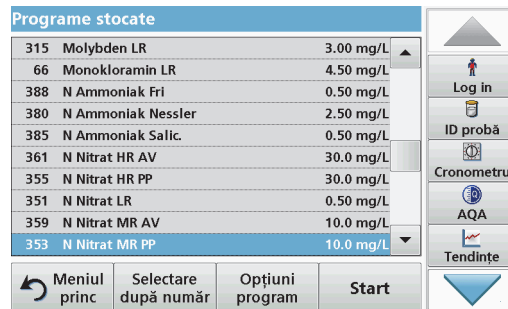 Programe stocate
315 Molybden LR 3.00 mg/L
66 Monokloramin LR 4.50 mg/L
388 N Ammoniak Fri 0.50 mg/L
380 N Ammoniak Nessler 2.50 mg/L
385 N Ammoniak Salic. 0.50 mg/L
361 N Nitrat HR AV 30.0 mg/L
355 N Nitrat HR PP 30.0 mg/L
351 N Nitrat LR 0.50 mg/L
359 N Nitrat MR AV 10.0 mg/L
353 N Nitrat MR PP 10.0 mg/L
Meniul
princ
Selectare
după număr
Opțiuni
program
Start
Log in
ID probă
Cronometru
AQA
Tendințe